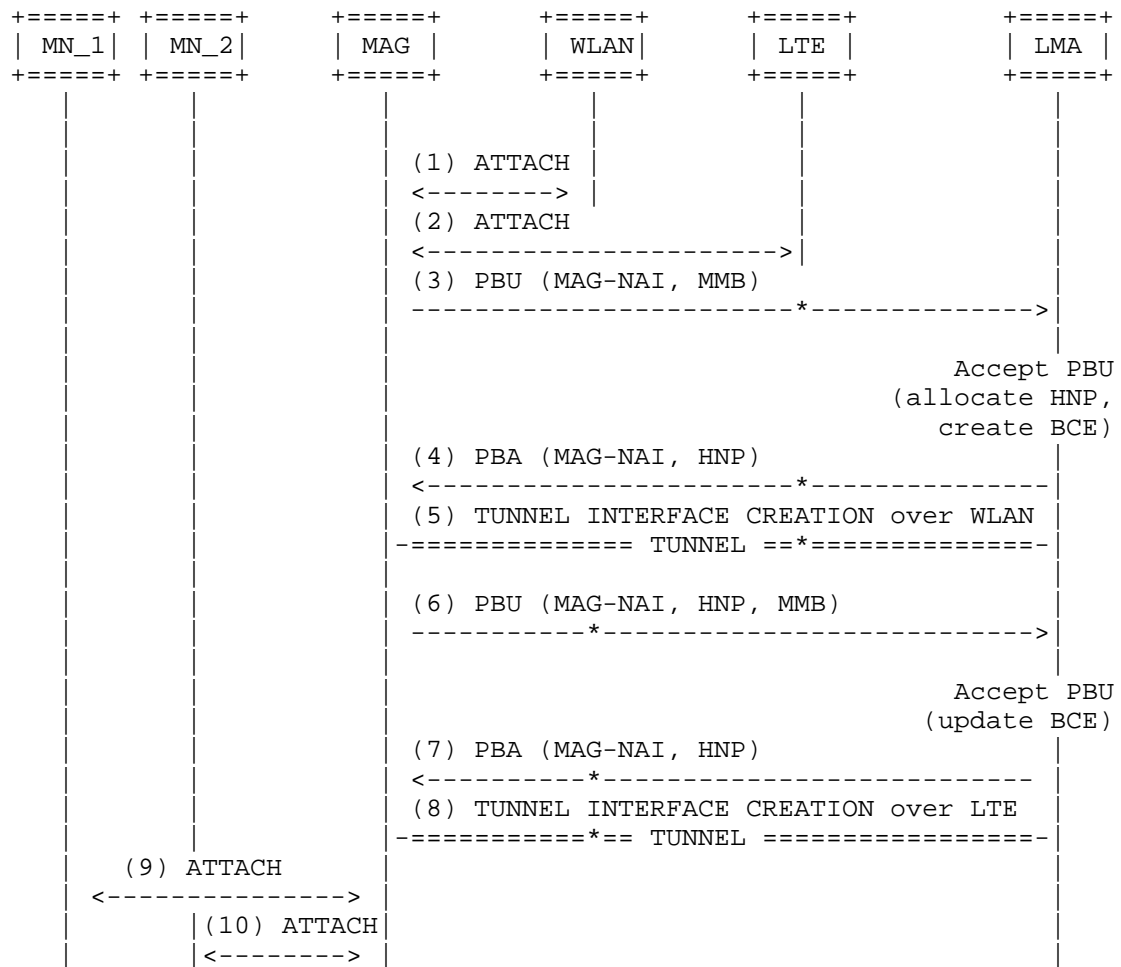 +=====+ +=====+ +=====+ +=====+ +=====+ +=====+
| MN_1| | MN_2| | MAG | | WLAN| | LTE | | LMA |
+=====+ +=====+ +=====+ +=====+ +=====+ +=====+
(1) ATTACH
<-------->
(2) ATTACH
<---------------------->
(3) PBU (MAG-NAI, MMB)
------------------------*-------------->
Accept PBU
(allocate HNP,
create BCE)
(4) PBA (MAG-NAI, HNP)
<-----------------------*---------------
(5) TUNNEL INTERFACE CREATION over WLAN
-============== TUNNEL ==*==============-
(6) PBU (MAG-NAI, HNP, MMB)
-----------*--------------------------->
Accept PBU
(update BCE)
(7) PBA (MAG-NAI, HNP)
<----------*---------------------------
(8) TUNNEL INTERFACE CREATION over LTE
-===========*== TUNNEL =================-
(9) ATTACH
<--------------->
(10) ATTACH
<-------->